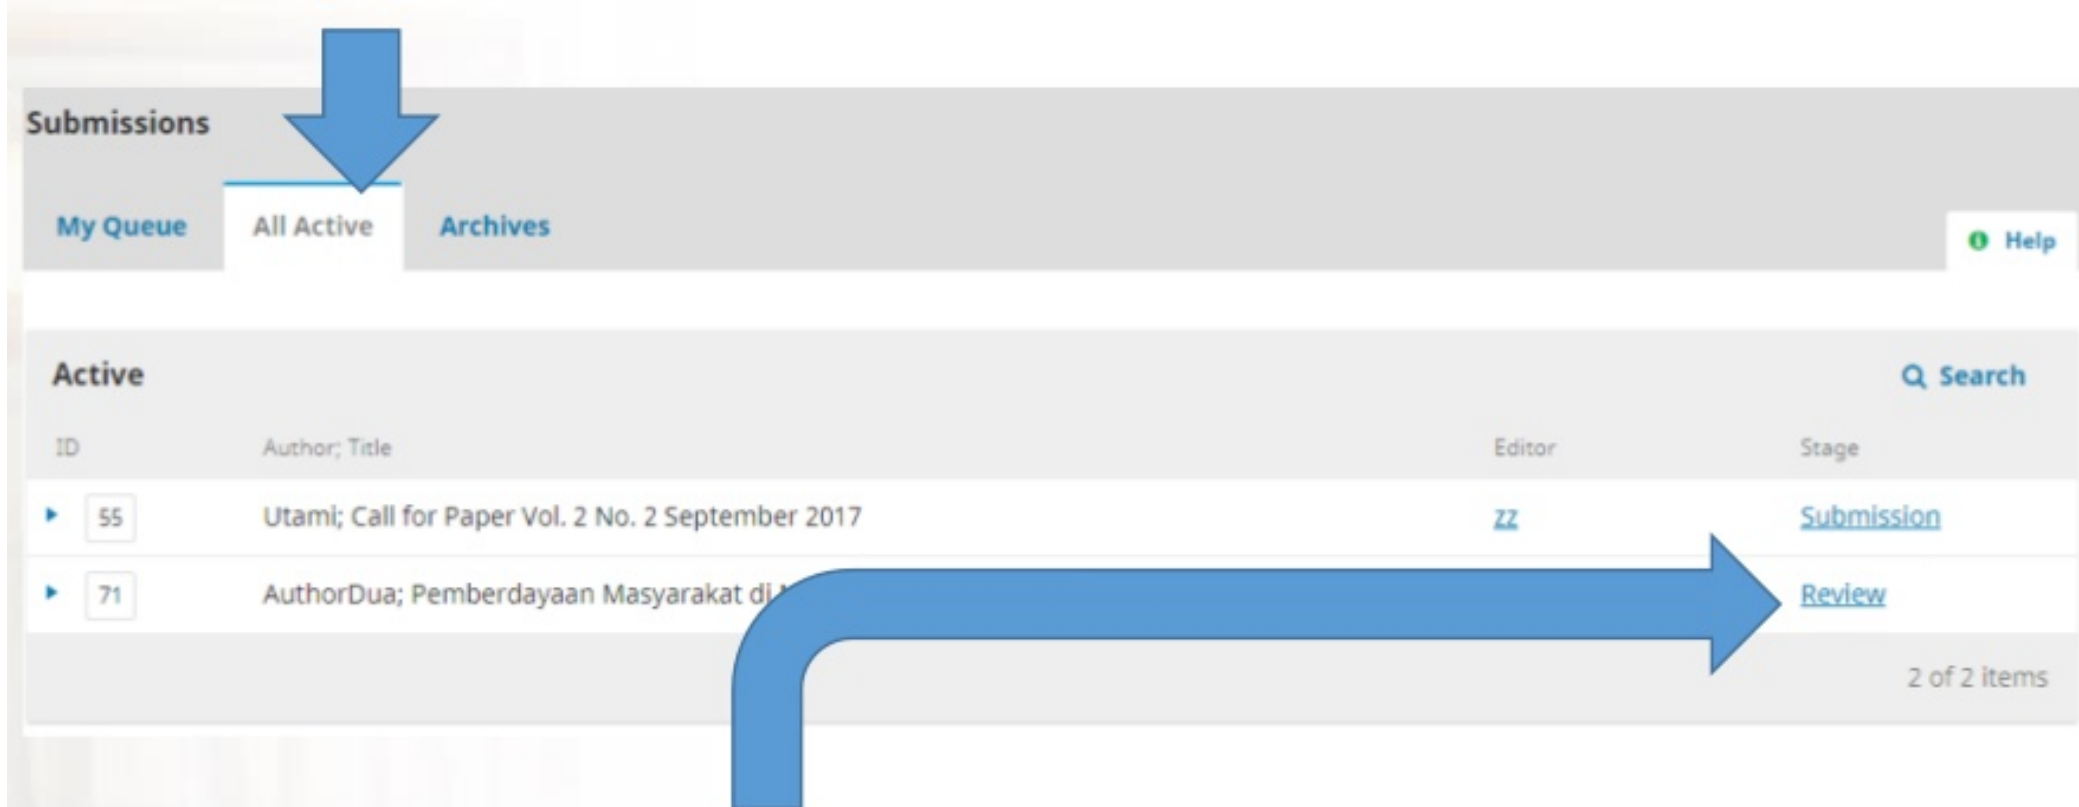 Submissions
My Queue All Active Archives
Help
Active Search
ID Author; Title Editor Stage
55 Utami; Call for Paper Vol. 2 No. 2 September 2017 zz Submission
71 AuthorDua; Pemberdayaan Masyarakat di Review
2 of 2 items